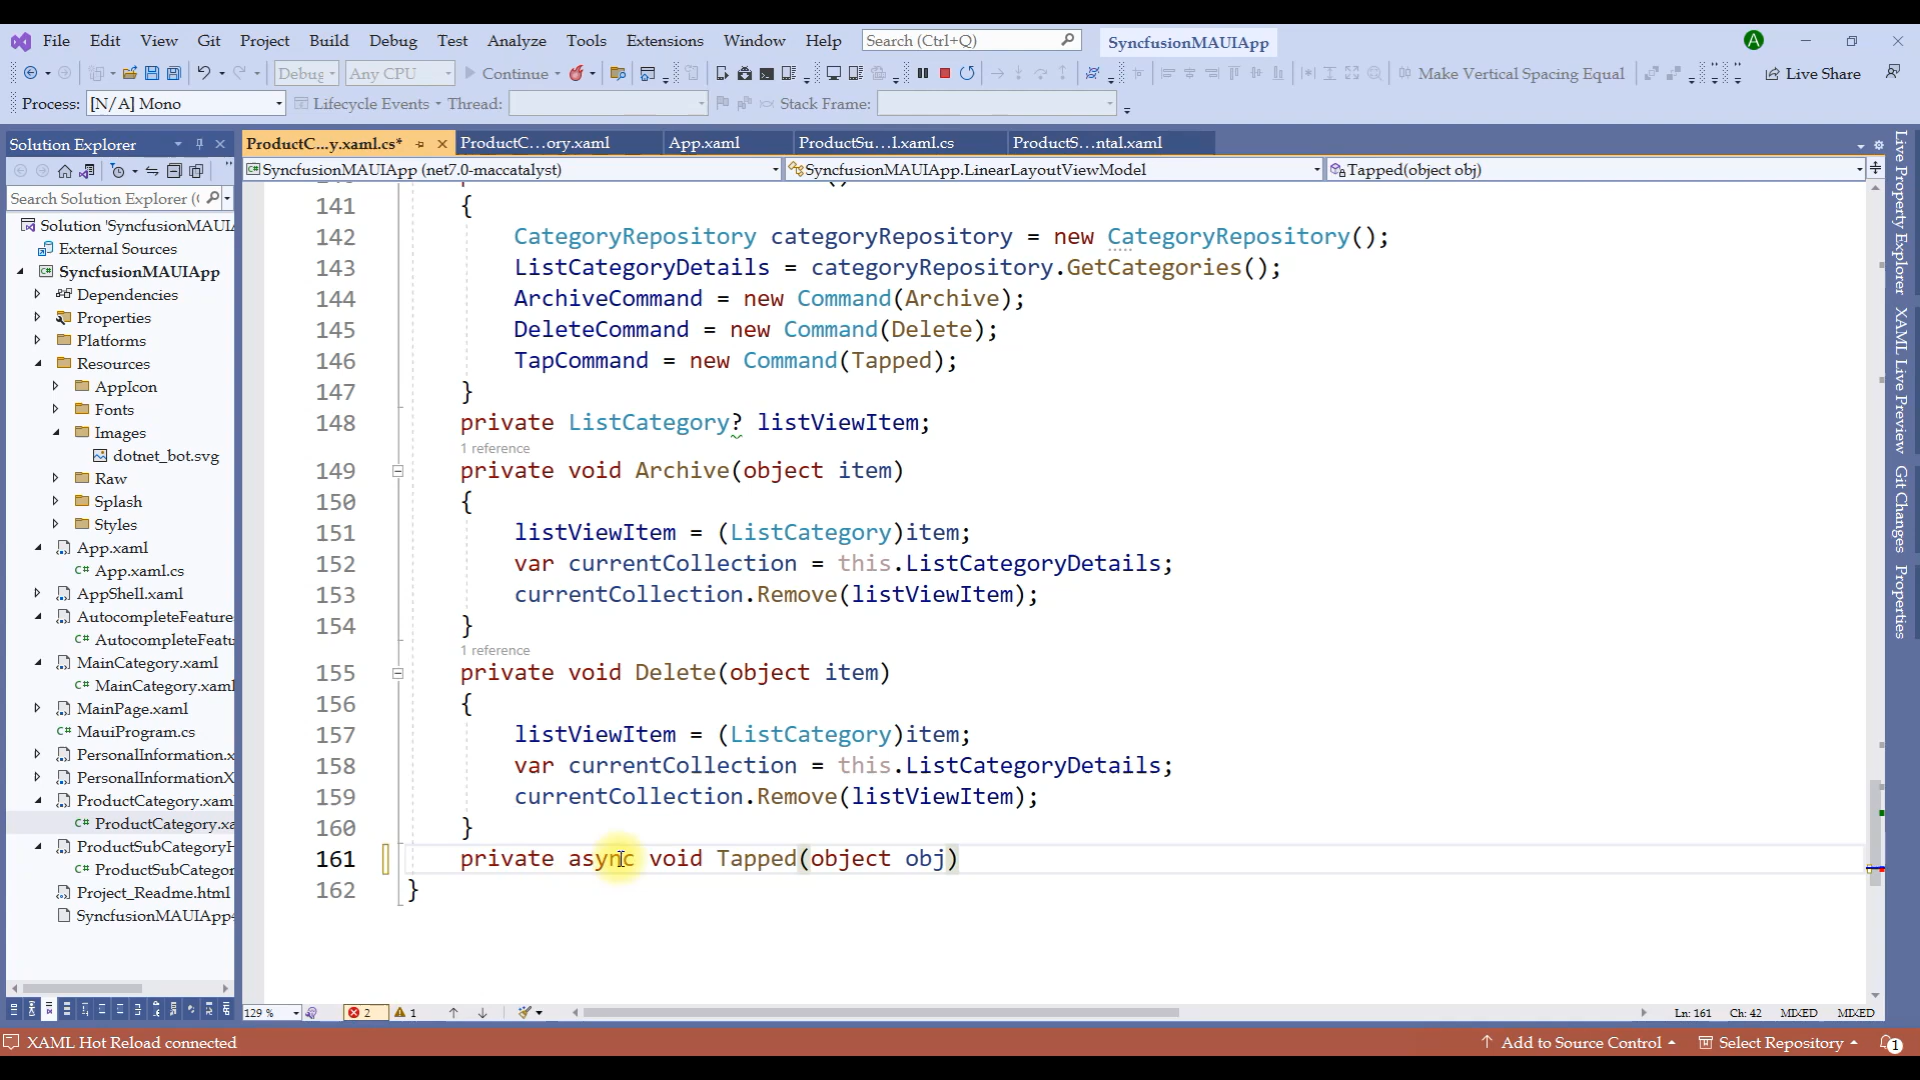 File Edit View Git Project Build Debug Test Analyze Tools Extensions Window Help Search (Ctrl+Q) SyncfusionMAUIApp A
Debug Any CPU Continue Make Vertical Spacing Equal Live Share
Process: [N/A] Mono Lifecycle Events Thread: Stack Frame:
Solution Explorer
Search Solution Explorer (
Solution 'SyncfusionMAUIA
External Sources
SyncfusionMAUIApp
Dependencies
Properties
Platforms
Resources
AppIcon
Fonts
Images
dotnet_bot.svg
Raw
Splash
Styles
App.xaml
App.xaml.cs
AppShell.xaml
AutocompleteFeature
AutocompleteFeatu
MainCategory.xaml
MainCategory.xaml
MainPage.xaml
MauiProgram.cs
PersonalInformation.x
PersonalInformationX
ProductCategory.xaml
ProductCategory.xa
ProductSubCategoryH
ProductSubCategor
Project_Readme.html
SyncfusionMAUIApp4
ProductC...y.xaml.cs* ProductC...ory.xaml App.xaml ProductSu...l.xaml.cs ProductS...ntal.xaml
SyncfusionMAUIApp (net7.0-maccatalyst) SyncfusionMAUIApp.LinearLayoutViewModel Tapped(object obj)
141 {
142 CategoryRepository categoryRepository = new CategoryRepository();
143 ListCategoryDetails = categoryRepository.GetCategories();
144 ArchiveCommand = new Command(Archive);
145 DeleteCommand = new Command(Delete);
146 TapCommand = new Command(Tapped);
147 }
148 private ListCategory? listViewItem;
1 reference
149 private void Archive(object item)
150 {
151 listViewItem = (ListCategory)item;
152 var currentCollection = this.ListCategoryDetails;
153 currentCollection.Remove(listViewItem);
154 }
1 reference
155 private void Delete(object item)
156 {
157 listViewItem = (ListCategory)item;
158 var currentCollection = this.ListCategoryDetails;
159 currentCollection.Remove(listViewItem);
160 }
161 private async void Tapped(object obj)
162 }
129 % 2 1 Ln: 161 Ch: 42 MIXED MIXED
Live Property Explorer
XAML Live Preview
Git Changes
Properties
XAML Hot Reload connected Add to Source Control Select Repository 1